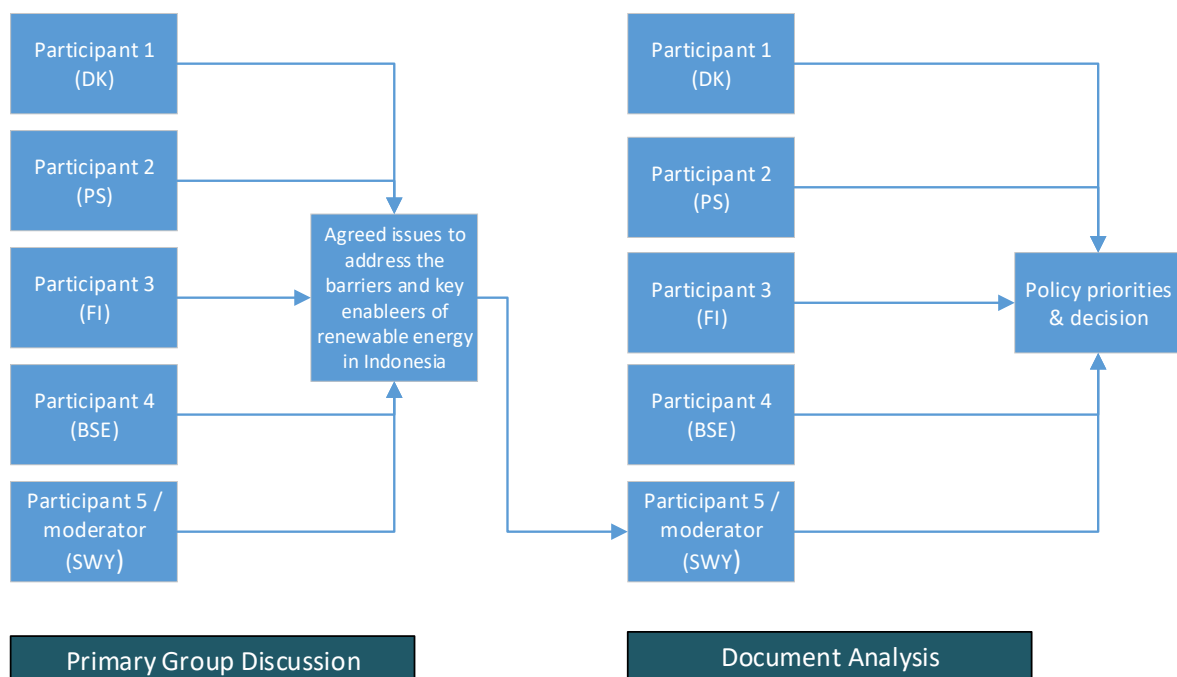 Participant 1
(DK)
Participant 2
(PS)
Participant 3
(FI)
Participant 4
(BSE)
Participant 5 /
moderator
(SWY)
Agreed issues to
address the
barriers and key
enableers of
renewable energy
in Indonesia
Primary Group Discussion
Participant 1
(DK)
Participant 2
(PS)
Participant 3
(FI)
Participant 4
(BSE)
Participant 5 /
moderator
(SWY)
Policy priorities
& decision
Document Analysis